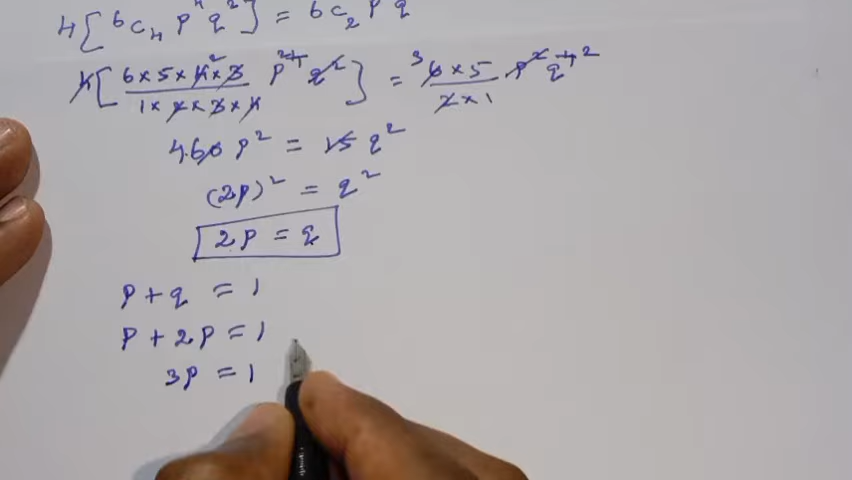 4[ ⁶C₄ p⁴ q² ] = ⁶C₂ p² q⁴
4[ (6×5×4×3)/(1×2×3×4) p⁴ q² ] = (6×5)/(2×1) p² q⁴
4.60 p² = 15 q²
(2p)² = q²
2p = q
p + q = 1
p + 2p = 1
3p = 1